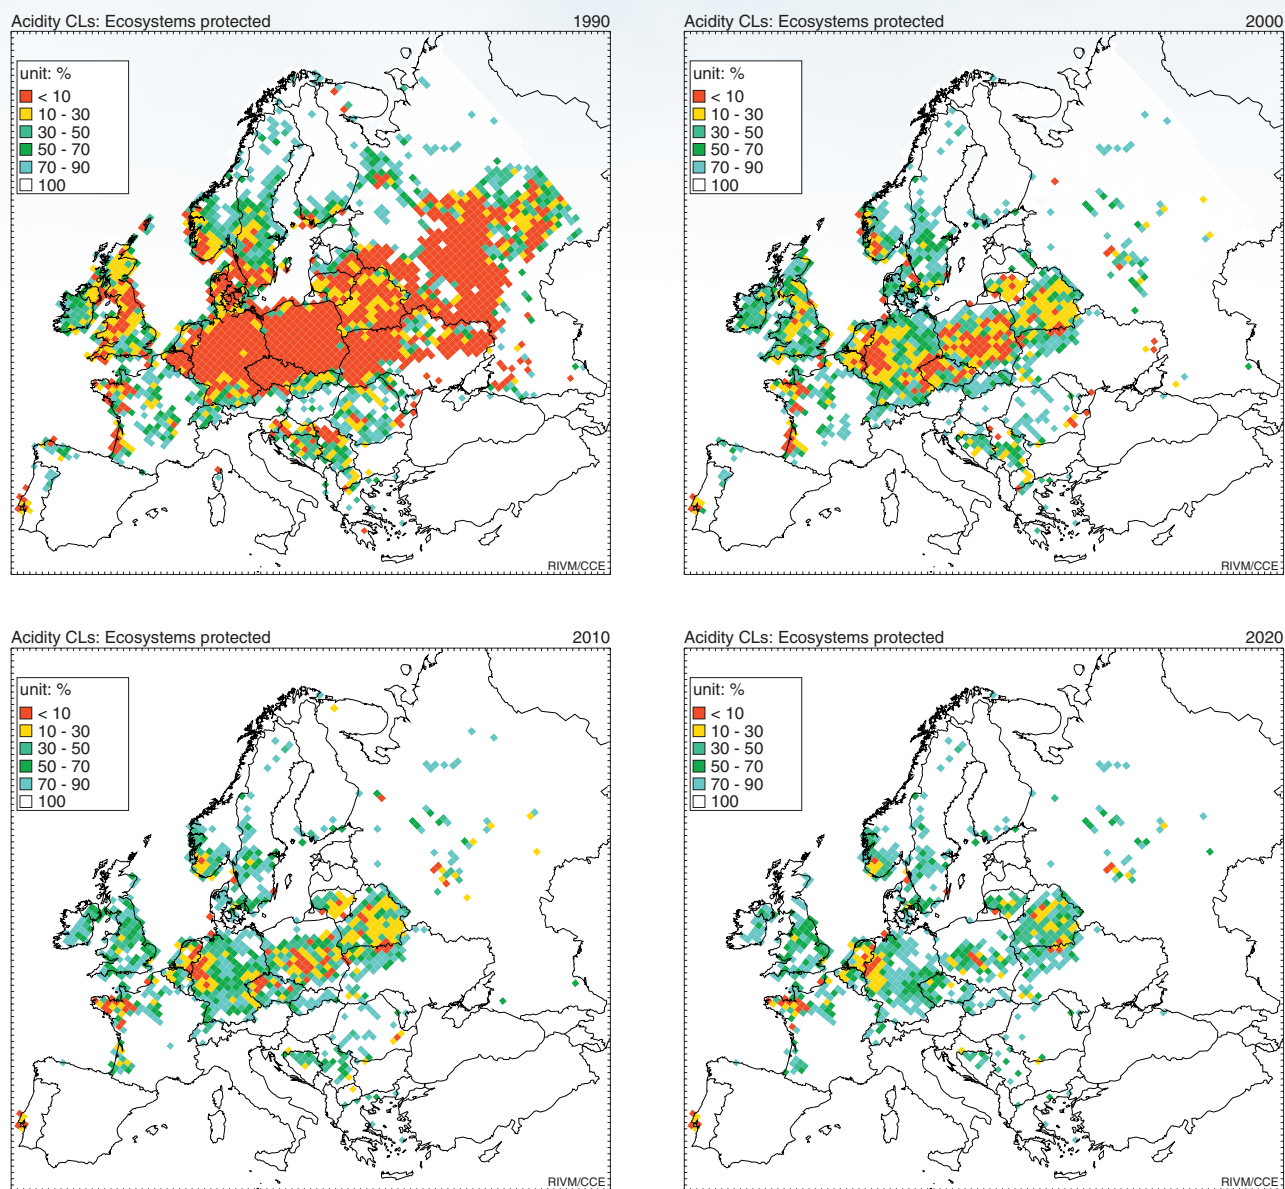 Acidity CLs: Ecosystems protected 1990
unit: %
< 10
10 - 30
30 - 50
50 - 70
70 - 90
100
RIVM/CCE
Acidity CLs: Ecosystems protected 2000
unit: %
< 10
10 - 30
30 - 50
50 - 70
70 - 90
100
RIVM/CCE
Acidity CLs: Ecosystems protected 2010
unit: %
< 10
10 - 30
30 - 50
50 - 70
70 - 90
100
RIVM/CCE
Acidity CLs: Ecosystems protected 2020
unit: %
< 10
10 - 30
30 - 50
50 - 70
70 - 90
100
RIVM/CCE